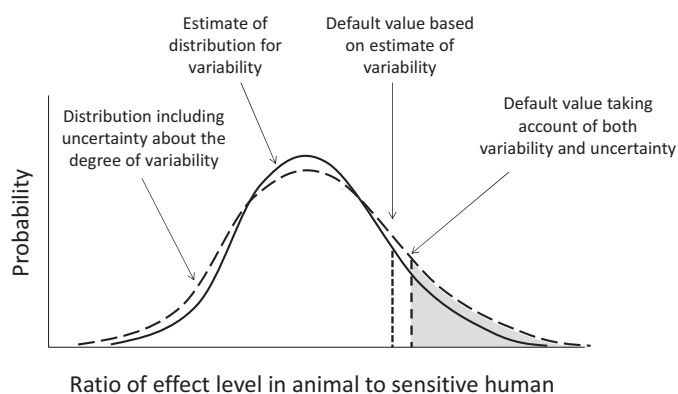 Estimate of
distribution for
variability
Default value based
on estimate of
variability
Distribution including
uncertainty about the
degree of variability
Default value taking
account of both
variability and uncertainty
Probability
Ratio of effect level in animal to sensitive human